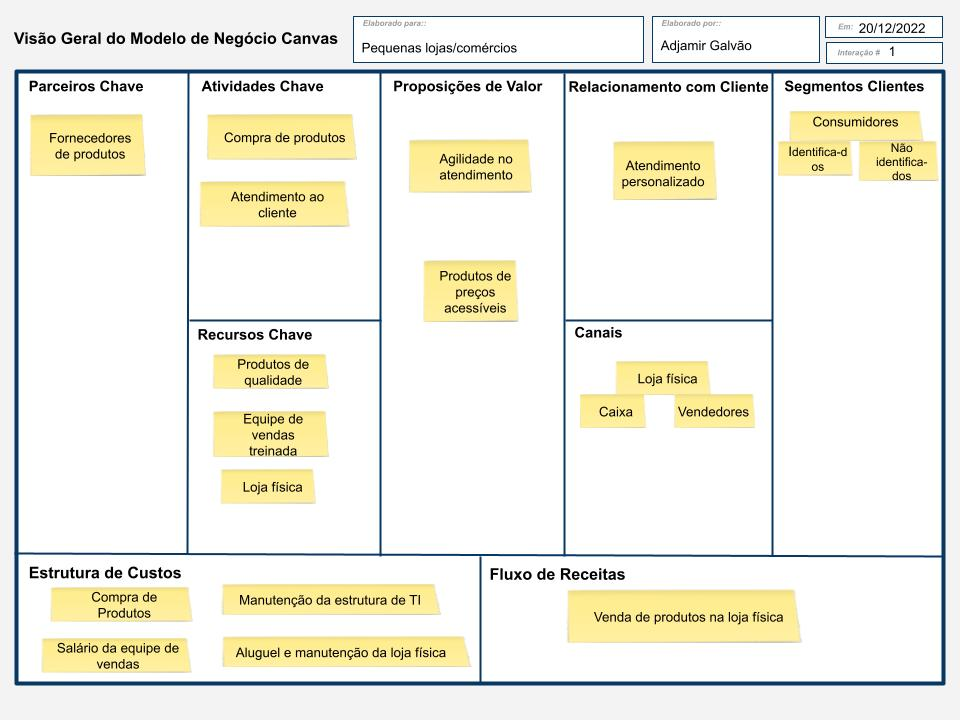 Visão Geral do Modelo de Negócio Canvas
Elaborado para::
Pequenas lojas/comércios
Elaborado por::
Adjamir Galvão
Em:
20/12/2022
Interação #
1
Parceiros Chave
Fornecedores
de produtos
Atividades Chave
Compra de produtos
Atendimento ao
cliente
Recursos Chave
Produtos de
qualidade
Equipe de
vendas
treinada
Loja física
Proposições de Valor
Agilidade no
atendimento
Produtos de
preços
acessíveis
Relacionamento com Cliente
Atendimento
personalizado
Canais
Loja física
Caixa
Vendedores
Segmentos Clientes
Consumidores
Identifica-d
os
Não
identifica-
dos
Estrutura de Custos
Compra de
Produtos
Manutenção da estrutura de TI
Salário da equipe de
vendas
Aluguel e manutenção da loja física
Fluxo de Receitas
Venda de produtos na loja física